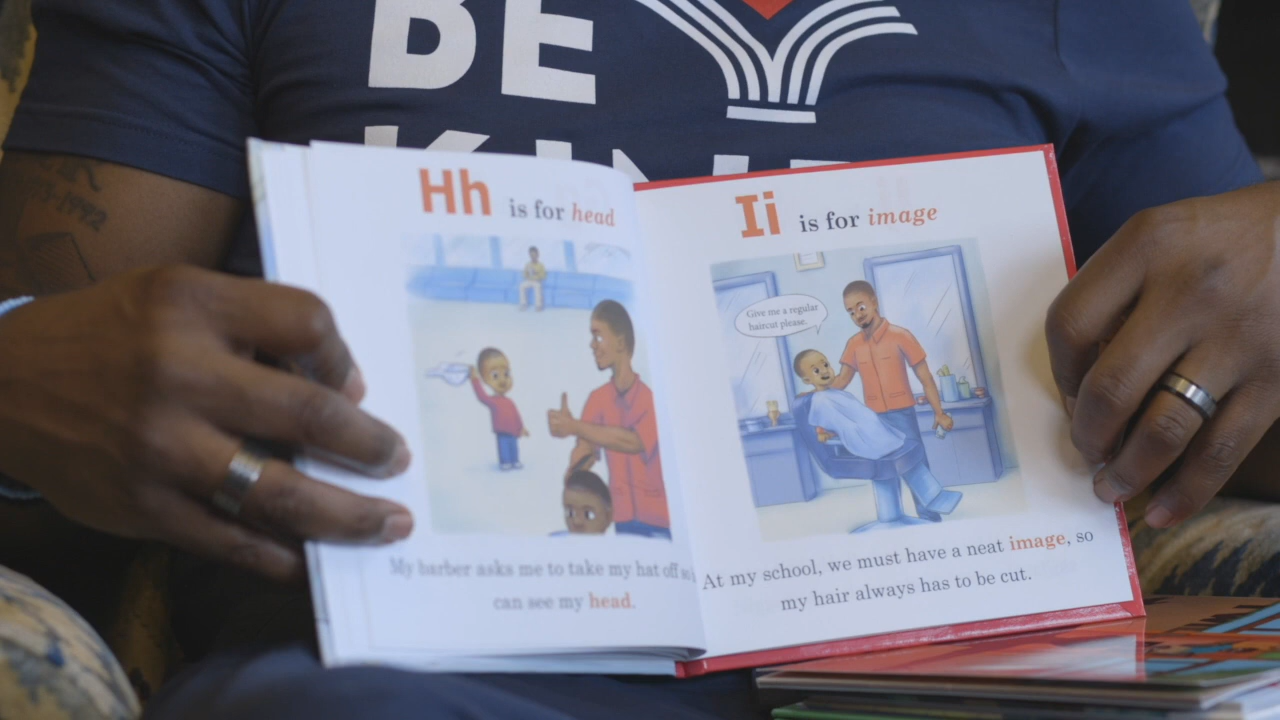 BE
Hh is for head
My barber asks me to take my hat off so
can see my head.
Ii is for image
Give me a regular
haircut please.
At my school, we must have a neat image, so
my hair always has to be cut.